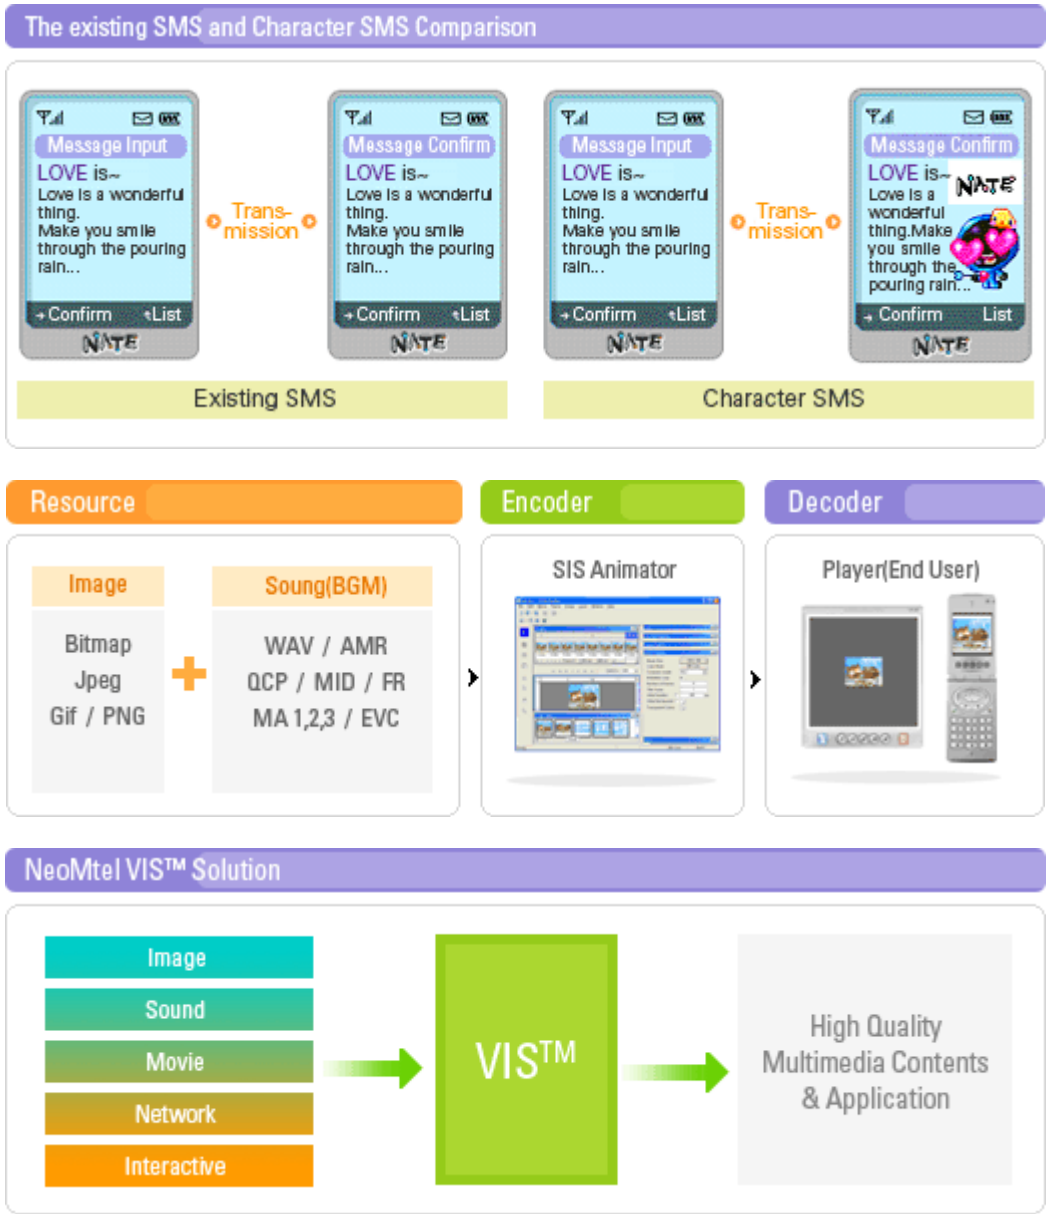 The existing SMS and Character SMS Comparison
Message Input
LOVE is~
Love is a wonderful
thing.
Make you smile
through the pouring
rain...
Confirm
List
NATE
Trans-
mission
Message Confirm
LOVE is~
Love is a wonderful
thing.
Make you smile
through the pouring
rain...
Confirm
List
NATE
Existing SMS
Message Input
LOVE is~
Love is a wonderful
thing.
Make you smile
through the pouring
rain...
Confirm
List
NATE
Trans-
mission
Message Confirm
LOVE is~
NATE
Love is a
wonderful
thing.Make
you smile
through the
pouring rain...
Confirm
List
NATE
Character SMS
Resource
Image
Bitmap
Jpeg
Gif / PNG
Soung(BGM)
WAV / AMR
QCP / MID / FR
MA 1,2,3 / EVC
Encoder
SIS Animator
Decoder
Player(End User)
NeoMtel VIS™ Solution
Image
Sound
Movie
Network
Interactive
VIS™
High Quality
Multimedia Contents
& Application